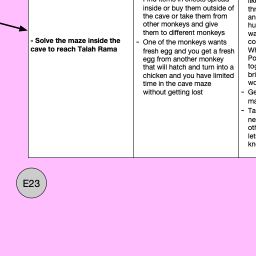 Find items in chests spread
inside or buy them outside of
the cave or take them from
other monkeys and give
them to different monkeys
- Solve the maze inside the
cave to reach Talah Rama
- One of the monkeys wants
fresh egg and you get a fresh
egg from another monkey
that will hatch and turn into a
chicken and you have limited
time in the cave maze
without getting lost
E23